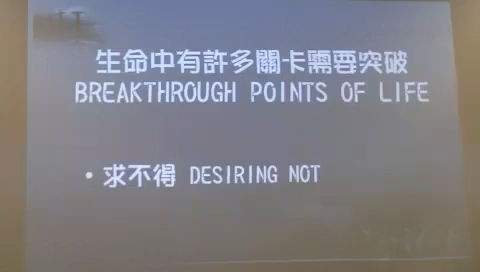 生命中有許多關卡需要突破
BREAKTHROUGH POINTS OF LIFE
・求不得 DESIRING NOT